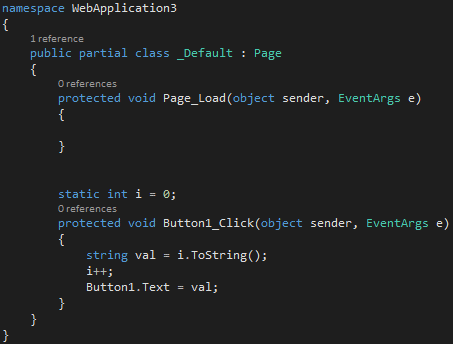 namespace WebApplication3
{
1 reference
public partial class _Default : Page
{
0 references
protected void Page_Load(object sender, EventArgs e)
{
}
static int i = 0;
0 references
protected void Button1_Click(object sender, EventArgs e)
{
string val = i.ToString();
i++;
Button1.Text = val;
}
}
}